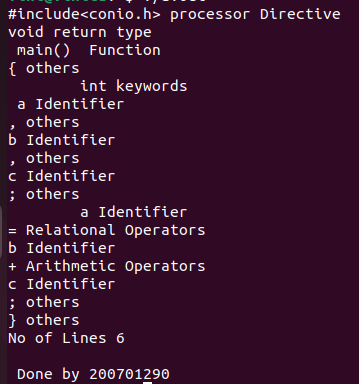 #include<conio.h> processor Directive
void return type
 main()  Function
{ others
        int keywords
 a Identifier
, others
b Identifier
, others
c Identifier
; others
        a Identifier
= Relational Operators
b Identifier
+ Arithmetic Operators
c Identifier
; others
} others
No of Lines 6

 Done by 200701290